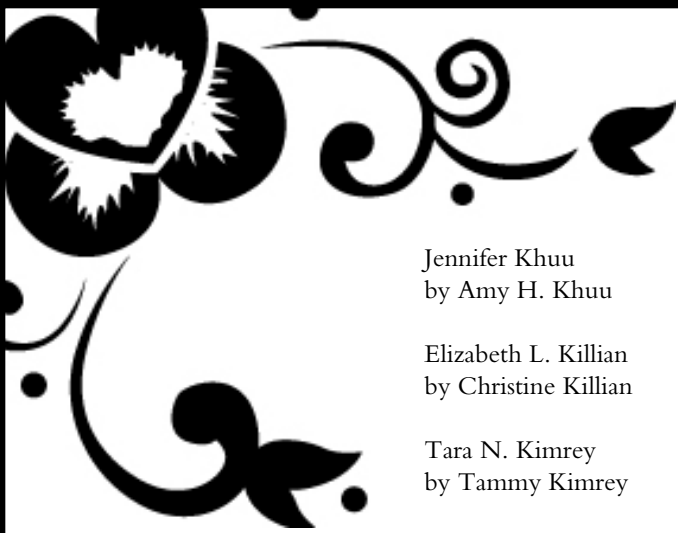 Jennifer Khuu
by Amy H. Khuu
Elizabeth L. Killian
by Christine Killian
Tara N. Kimrey
by Tammy Kimrey